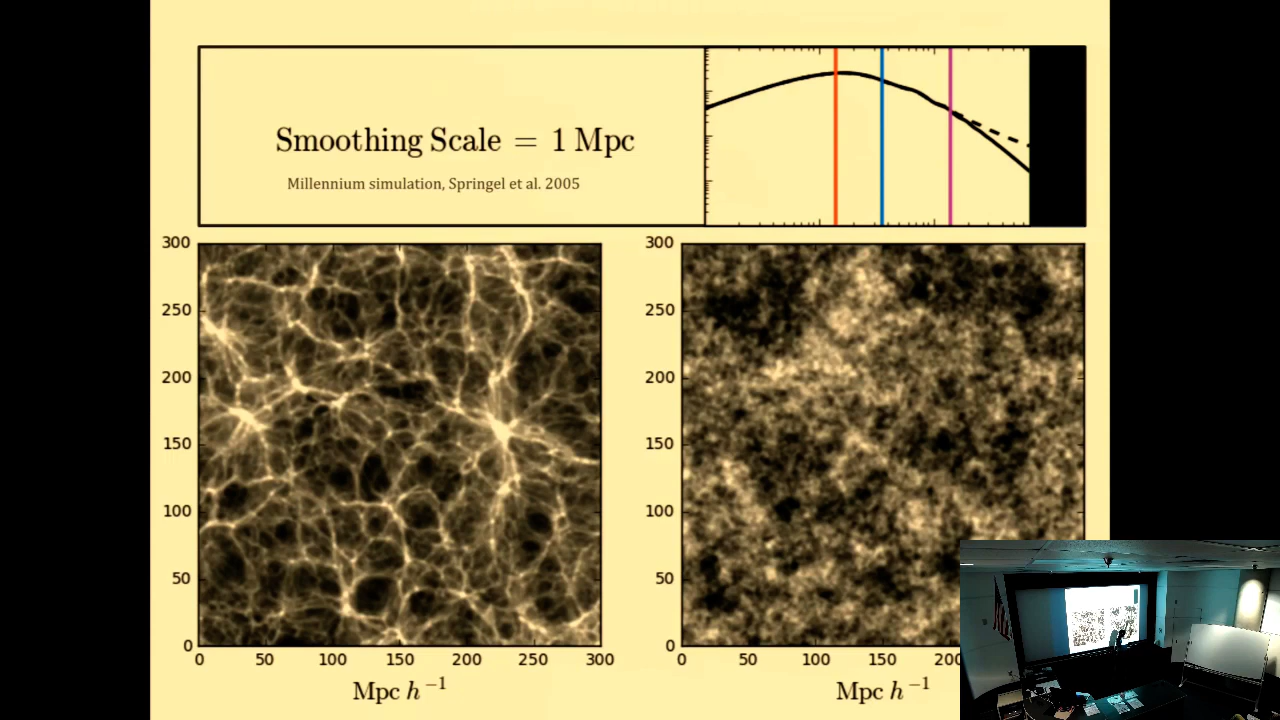 Smoothing Scale = 1 Mpc
Millennium simulation, Springel et al. 2005
300
250
200
150
100
50
0
0 50 100 150 200 250 300
Mpc h⁻¹
300
250
200
150
100
50
0
0 50 100 150
Mpc h⁻¹